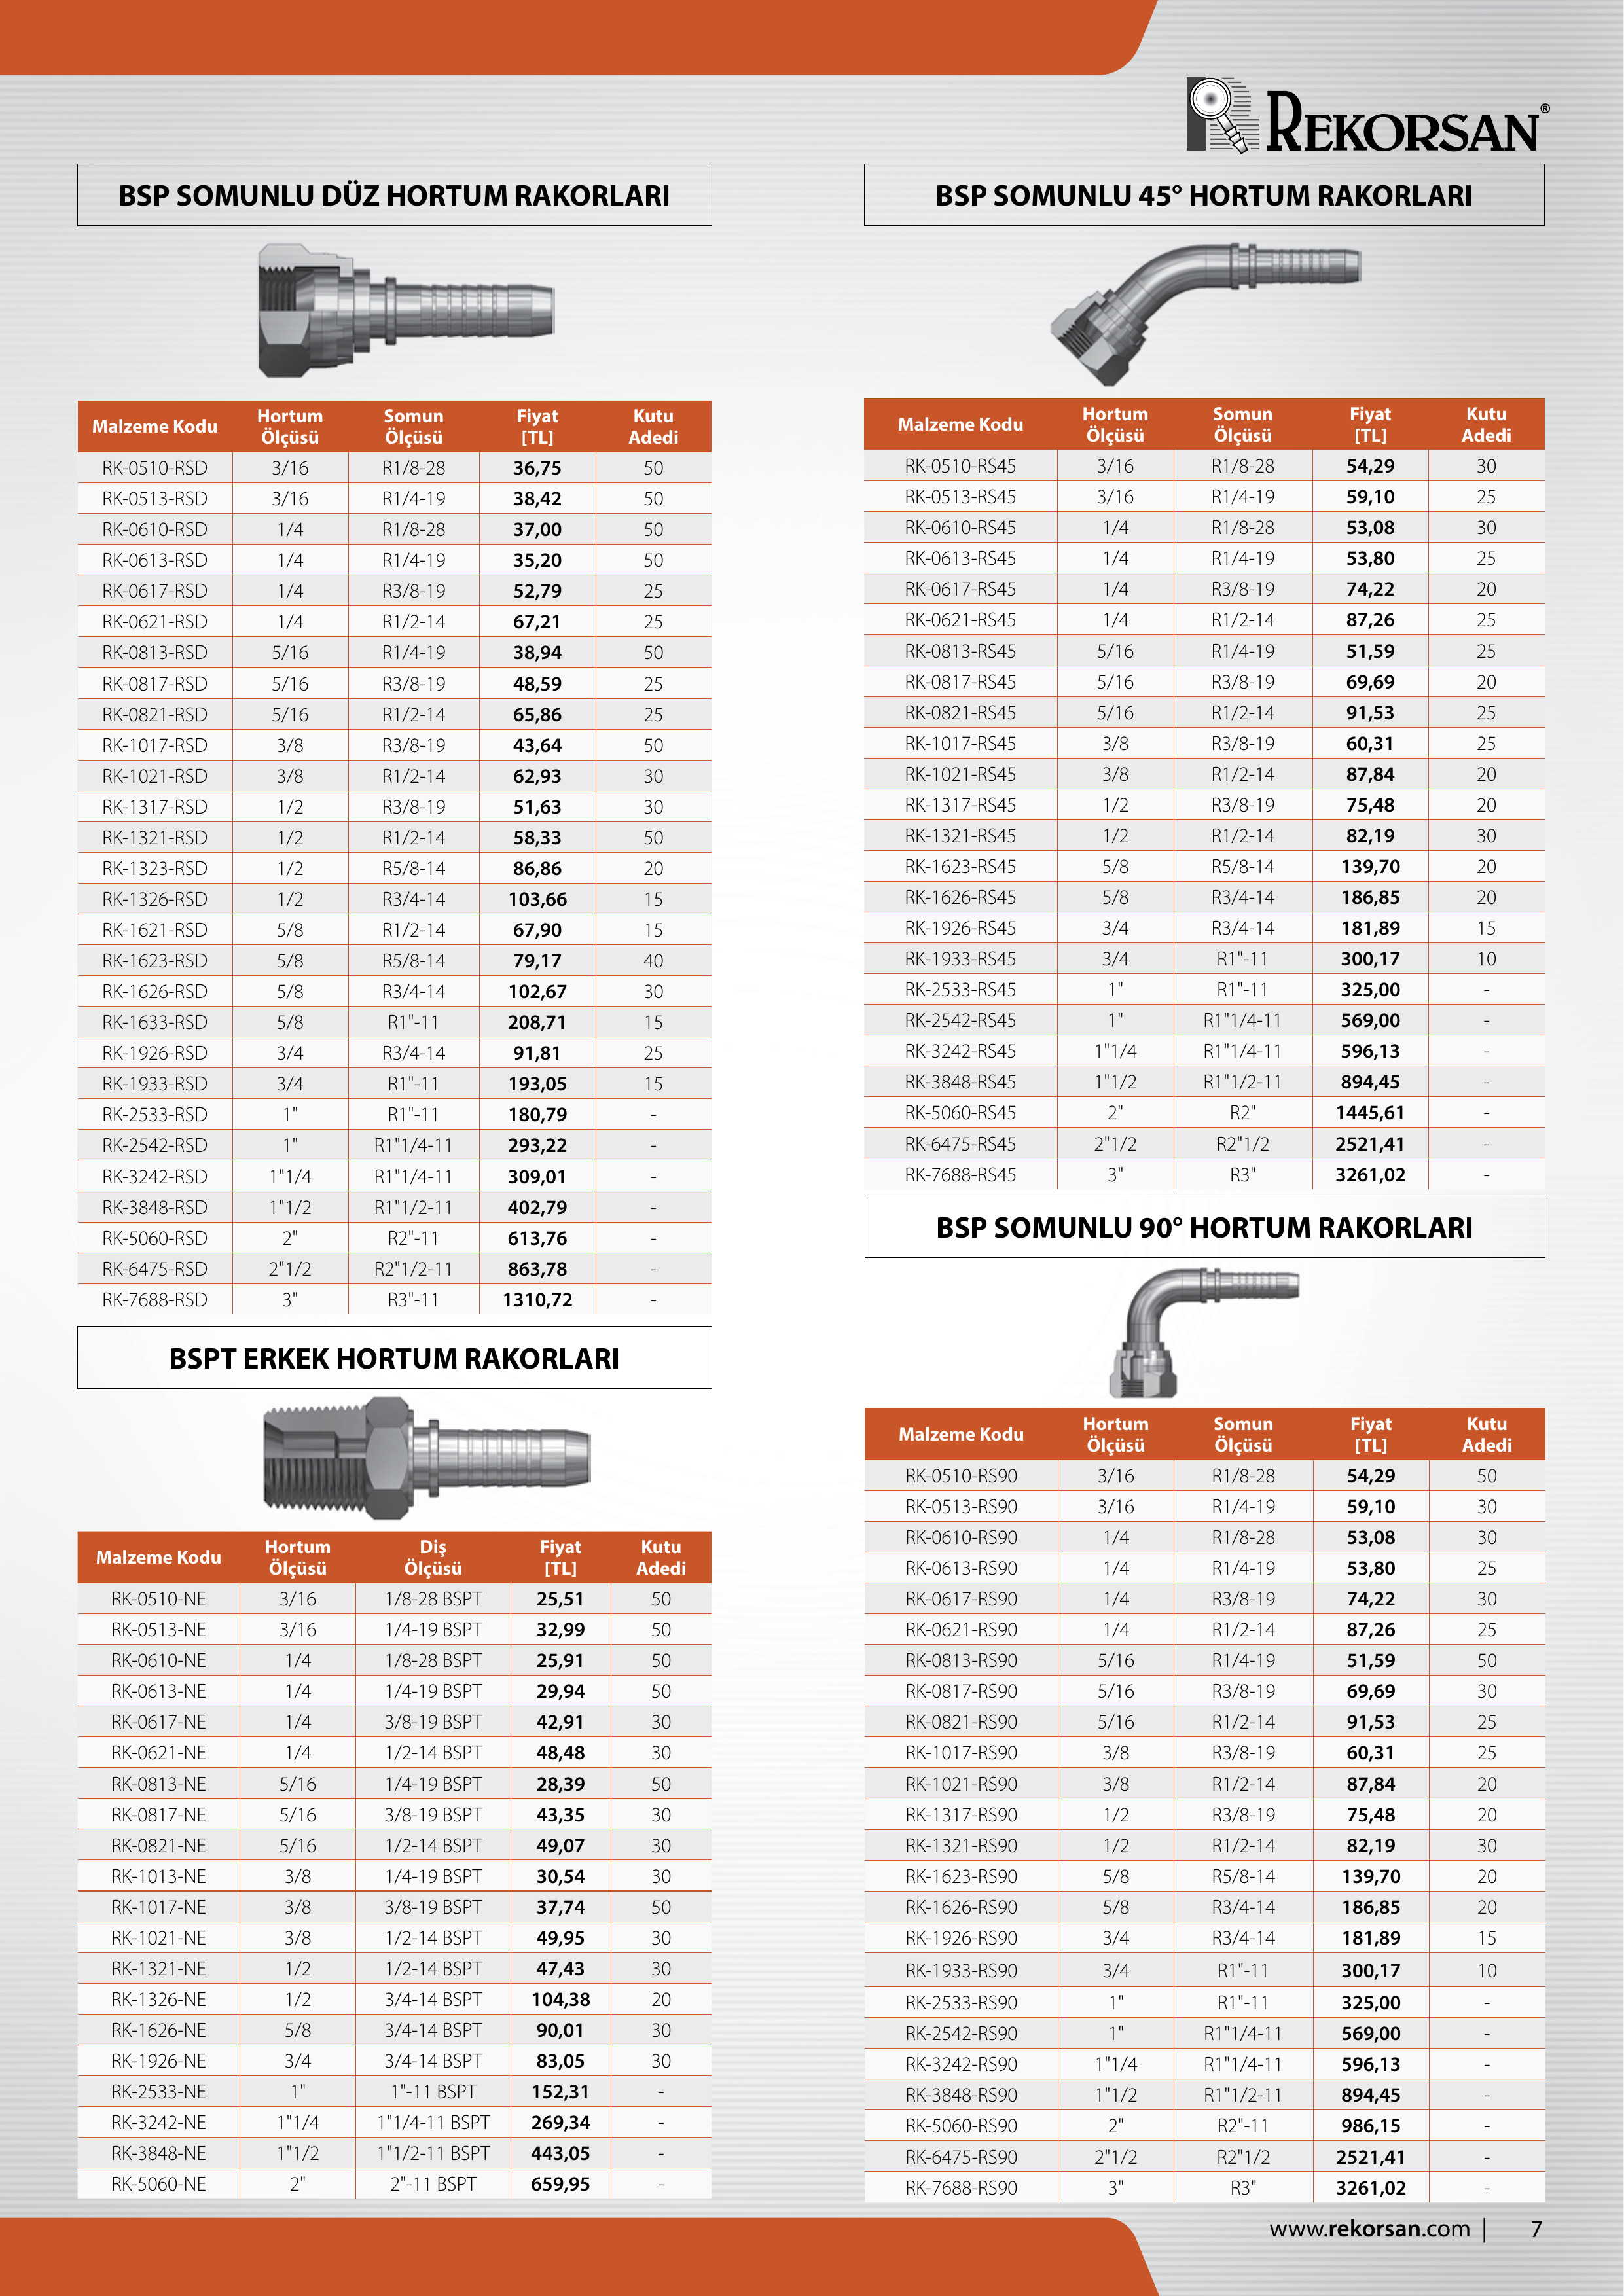 REKORSAN®
BSP SOMUNLU DÜZ HORTUM RAKORLARI
Malzeme Kodu Hortum Ölçüsü Somun Ölçüsü Fiyat [TL] Kutu Adedi
RK-0510-RSD 3/16 R1/8-28 36,75 50
RK-0513-RSD 3/16 R1/4-19 38,42 50
RK-0610-RSD 1/4 R1/8-28 37,00 50
RK-0613-RSD 1/4 R1/4-19 35,20 50
RK-0617-RSD 1/4 R3/8-19 52,79 25
RK-0621-RSD 1/4 R1/2-14 67,21 25
RK-0813-RSD 5/16 R1/4-19 38,94 50
RK-0817-RSD 5/16 R3/8-19 48,59 25
RK-0821-RSD 5/16 R1/2-14 65,86 25
RK-1017-RSD 3/8 R3/8-19 43,64 50
RK-1021-RSD 3/8 R1/2-14 62,93 30
RK-1317-RSD 1/2 R3/8-19 51,63 30
RK-1321-RSD 1/2 R1/2-14 58,33 50
RK-1323-RSD 1/2 R5/8-14 86,86 20
RK-1326-RSD 1/2 R3/4-14 103,66 15
RK-1621-RSD 5/8 R1/2-14 67,90 15
RK-1623-RSD 5/8 R5/8-14 79,17 40
RK-1626-RSD 5/8 R3/4-14 102,67 30
RK-1633-RSD 5/8 R1"-11 208,71 15
RK-1926-RSD 3/4 R3/4-14 91,81 25
RK-1933-RSD 3/4 R1"-11 193,05 15
RK-2533-RSD 1" R1"-11 180,79 -
RK-2542-RSD 1" R1"1/4-11 293,22 -
RK-3242-RSD 1"1/4 R1"1/4-11 309,01 -
RK-3848-RSD 1"1/2 R1"1/2-11 402,79 -
RK-5060-RSD 2" R2"-11 613,76 -
RK-6475-RSD 2"1/2 R2"1/2-11 863,78 -
RK-7688-RSD 3" R3"-11 1310,72 -
BSPT ERKEK HORTUM RAKORLARI
Malzeme Kodu Hortum Ölçüsü Diş Ölçüsü Fiyat [TL] Kutu Adedi
RK-0510-NE 3/16 1/8-28 BSPT 25,51 50
RK-0513-NE 3/16 1/4-19 BSPT 32,99 50
RK-0610-NE 1/4 1/8-28 BSPT 25,91 50
RK-0613-NE 1/4 1/4-19 BSPT 29,94 50
RK-0617-NE 1/4 3/8-19 BSPT 42,91 30
RK-0621-NE 1/4 1/2-14 BSPT 48,48 30
RK-0813-NE 5/16 1/4-19 BSPT 28,39 50
RK-0817-NE 5/16 3/8-19 BSPT 43,35 30
RK-0821-NE 5/16 1/2-14 BSPT 49,07 30
RK-1013-NE 3/8 1/4-19 BSPT 30,54 30
RK-1017-NE 3/8 3/8-19 BSPT 37,74 50
RK-1021-NE 3/8 1/2-14 BSPT 49,95 30
RK-1321-NE 1/2 1/2-14 BSPT 47,43 30
RK-1326-NE 1/2 3/4-14 BSPT 104,38 20
RK-1626-NE 5/8 3/4-14 BSPT 90,01 30
RK-1926-NE 3/4 3/4-14 BSPT 83,05 30
RK-2533-NE 1" 1"-11 BSPT 152,31 -
RK-3242-NE 1"1/4 1"1/4-11 BSPT 269,34 -
RK-3848-NE 1"1/2 1"1/2-11 BSPT 443,05 -
RK-5060-NE 2" 2"-11 BSPT 659,95 -
BSP SOMUNLU 45° HORTUM RAKORLARI
Malzeme Kodu Hortum Ölçüsü Somun Ölçüsü Fiyat [TL] Kutu Adedi
RK-0510-RS45 3/16 R1/8-28 54,29 30
RK-0513-RS45 3/16 R1/4-19 59,10 25
RK-0610-RS45 1/4 R1/8-28 53,08 30
RK-0613-RS45 1/4 R1/4-19 53,80 25
RK-0617-RS45 1/4 R3/8-19 74,22 20
RK-0621-RS45 1/4 R1/2-14 87,26 25
RK-0813-RS45 5/16 R1/4-19 51,59 25
RK-0817-RS45 5/16 R3/8-19 69,69 20
RK-0821-RS45 5/16 R1/2-14 91,53 25
RK-1017-RS45 3/8 R3/8-19 60,31 25
RK-1021-RS45 3/8 R1/2-14 87,84 20
RK-1317-RS45 1/2 R3/8-19 75,48 20
RK-1321-RS45 1/2 R1/2-14 82,19 30
RK-1623-RS45 5/8 R5/8-14 139,70 20
RK-1626-RS45 5/8 R3/4-14 186,85 20
RK-1926-RS45 3/4 R3/4-14 181,89 15
RK-1933-RS45 3/4 R1"-11 300,17 10
RK-2533-RS45 1" R1"-11 325,00 -
RK-2542-RS45 1" R1"1/4-11 569,00 -
RK-3242-RS45 1"1/4 R1"1/4-11 596,13 -
RK-3848-RS45 1"1/2 R1"1/2-11 894,45 -
RK-5060-RS45 2" R2" 1445,61 -
RK-6475-RS45 2"1/2 R2"1/2 2521,41 -
RK-7688-RS45 3" R3" 3261,02 -
BSP SOMUNLU 90° HORTUM RAKORLARI
Malzeme Kodu Hortum Ölçüsü Somun Ölçüsü Fiyat [TL] Kutu Adedi
RK-0510-RS90 3/16 R1/8-28 54,29 50
RK-0513-RS90 3/16 R1/4-19 59,10 30
RK-0610-RS90 1/4 R1/8-28 53,08 30
RK-0613-RS90 1/4 R1/4-19 53,80 25
RK-0617-RS90 1/4 R3/8-19 74,22 30
RK-0621-RS90 1/4 R1/2-14 87,26 25
RK-0813-RS90 5/16 R1/4-19 51,59 50
RK-0817-RS90 5/16 R3/8-19 69,69 30
RK-0821-RS90 5/16 R1/2-14 91,53 25
RK-1017-RS90 3/8 R3/8-19 60,31 25
RK-1021-RS90 3/8 R1/2-14 87,84 20
RK-1317-RS90 1/2 R3/8-19 75,48 20
RK-1321-RS90 1/2 R1/2-14 82,19 30
RK-1623-RS90 5/8 R5/8-14 139,70 20
RK-1626-RS90 5/8 R3/4-14 186,85 20
RK-1926-RS90 3/4 R3/4-14 181,89 15
RK-1933-RS90 3/4 R1"-11 300,17 10
RK-2533-RS90 1" R1"-11 325,00 -
RK-2542-RS90 1" R1"1/4-11 569,00 -
RK-3242-RS90 1"1/4 R1"1/4-11 596,13 -
RK-3848-RS90 1"1/2 R1"1/2-11 894,45 -
RK-5060-RS90 2" R2"-11 986,15 -
RK-6475-RS90 2"1/2 R2"1/2 2521,41 -
RK-7688-RS90 3" R3" 3261,02 -
www.rekorsan.com | 7